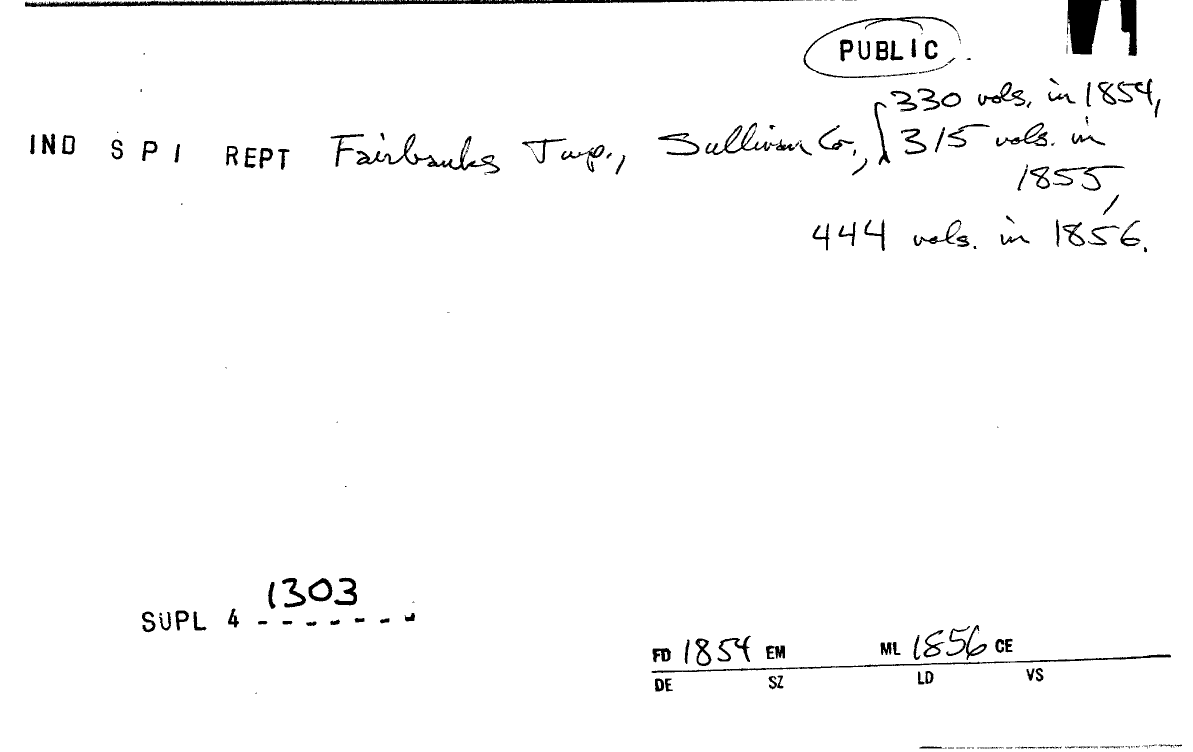 PUBLIC
330 vols. in 1854,
IND S P I REPT Fairbanks Twp., Sullivan Co., 315 vols. in
1855,
444 vols. in 1856.
1303
SUPL 4 -------
FD 1854 EM ML 1856 CE
DE SZ LD VS